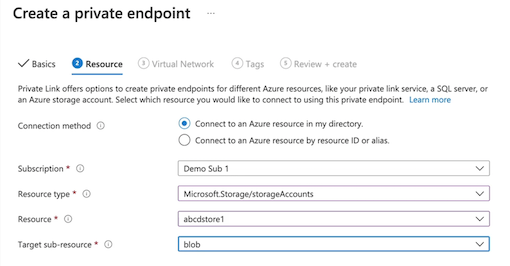 Create a private endpoint ...
Basics 2 Resource 3 Virtual Network 4 Tags 5 Review + create
Private Link offers options to create private endpoints for different Azure resources, like your private link service, a SQL server, or
an Azure storage account. Select which resource you would like to connect to using this private endpoint. Learn more
Connection method
Connect to an Azure resource in my directory.
Connect to an Azure resource by resource ID or alias.
Subscription *
Demo Sub 1
Resource type *
Microsoft.Storage/storageAccounts
Resource *
abcdstore1
Target sub-resource *
blob